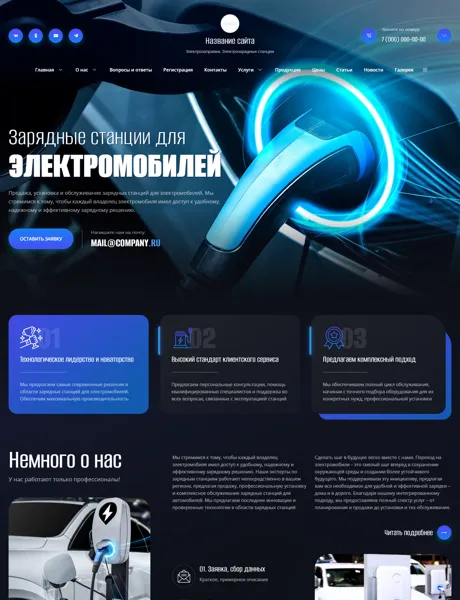 Название сайта
Электрозаправки. Электрозарядные станции
Звоните по номеру:
7 (000) 000-00-00
Главная
О нас
Вопросы и ответы
Регистрация
Контакты
Услуги
Продукция
Цены
Статьи
Новости
Галерея
Зарядные станции для
ЭЛЕКТРОМОБИЛЕЙ
Продажа, установка и обслуживание зарядных станций для электромобилей. Мы
стремимся к тому, чтобы каждый владелец электромобиля имел доступ к удобному,
надежному и эффективному зарядному решению.
ОСТАВИТЬ ЗАЯВКУ
Напишите нам на почту:
MAIL@COMPANY.RU
01
Технологическое лидерство и новаторство
Мы предлагаем самые современные решения в
области зарядных станций для электромобилей.
Обеспечим максимальную производительность
02
Высокий стандарт клиентского сервиса
Предлагаем персональные консультации, помощь
квалифицированных специалистов и поддержка во
всех вопросах, связанных с эксплуатацией станций
03
Предлагаем комплексный подход
Мы обеспечиваем полный цикл обслуживания,
начиная с точного подбора оборудования для их
конкретных нужд, профессиональной установки
Немного о нас
У нас работают только профессионалы!
Мы стремимся к тому, чтобы каждый владелец
электромобиля имел доступ к удобному, надежному и
эффективному зарядному решению. Наши эксперты по
зарядным станциям работают непосредственно в вашем
регионе, предлагая продажу, профессиональную установку
и комплексное обслуживание зарядных станций для
автомобилей. Мы предлагаем последние инновации и
проверенные технологии в области зарядных станций
Сделать шаг в будущее легко вместе с нами. Переход на
электромобили – это смелый шаг вперед и сохранение
окружающей среды и создании более устойчивого
будущего. Мы поддерживаем эту инициативу, предлагая
вам все необходимое для удобной и эффективной зарядки –
дома и в дороге. Благодаря нашему интегрированному
подходу, мы предоставляем полный спектр услуг – от
планирования и продажи до установки и тех. обслуживания
Читать подробнее
01. Заявка, сбор данных
Краткое, примерное описание